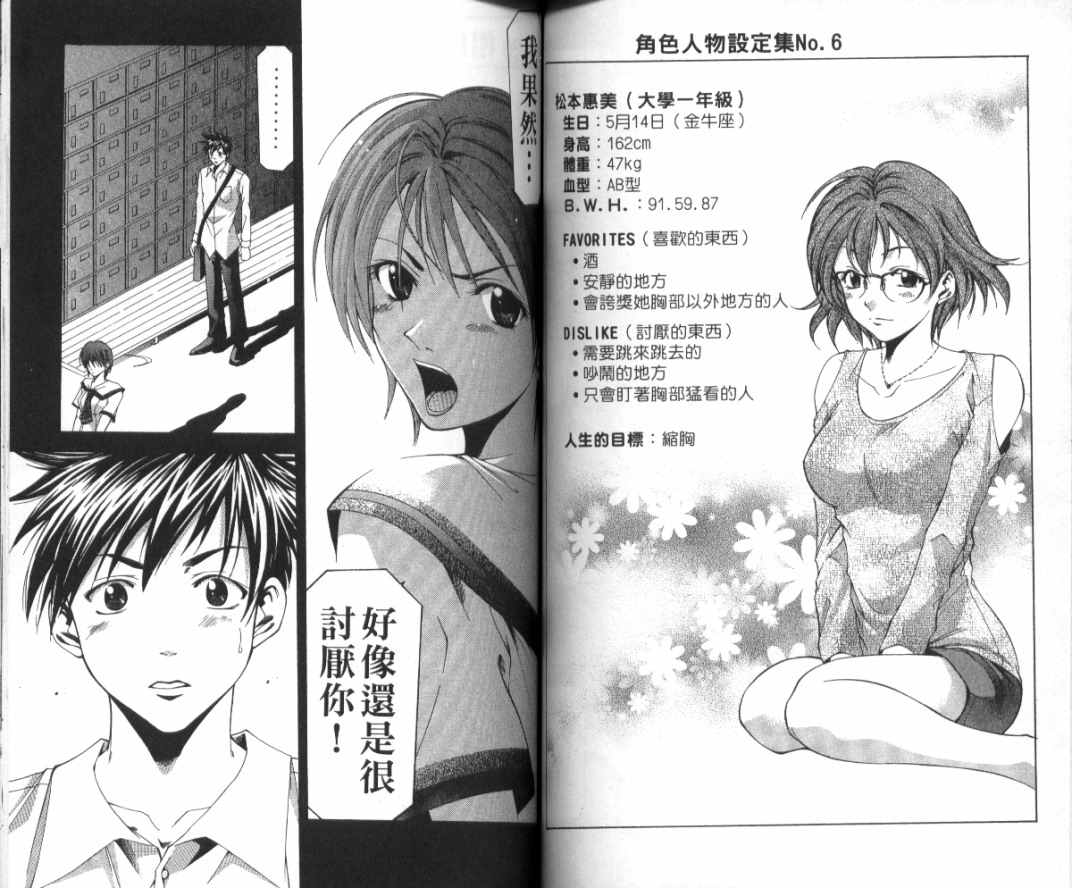 角色人物設定集No.6
松本惠美（大學一年級）
生日：5月14日（金牛座）
身高：162cm
體重：47kg
血型：AB型
B.W.H.：91.59.87
FAVORITES（喜歡的東西）
•酒
•安靜的地方
•會誇獎她胸部以外地方的人
DISLIKE（討厭的東西）
•需要跳來跳去的
•吵鬧的地方
•只會盯著胸部猛看的人
人生的目標：縮胸
我果然…
好像還是很
討厭你！
………